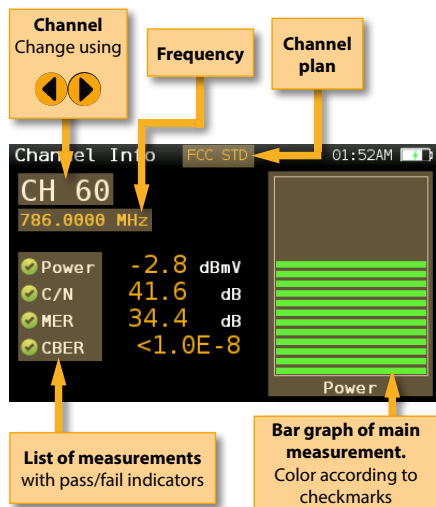 Channel
Change using
Frequency
Channel
plan
Channel Info FCC STD 01:52AM
CH 60
786.0000 MHz
Power -2.8 dBmV
C/N 41.6 dB
MER 34.4 dB
CBER <1.0E-8
Power
List of measurements
with pass/fail indicators
Bar graph of main
measurement.
Color according to
checkmarks